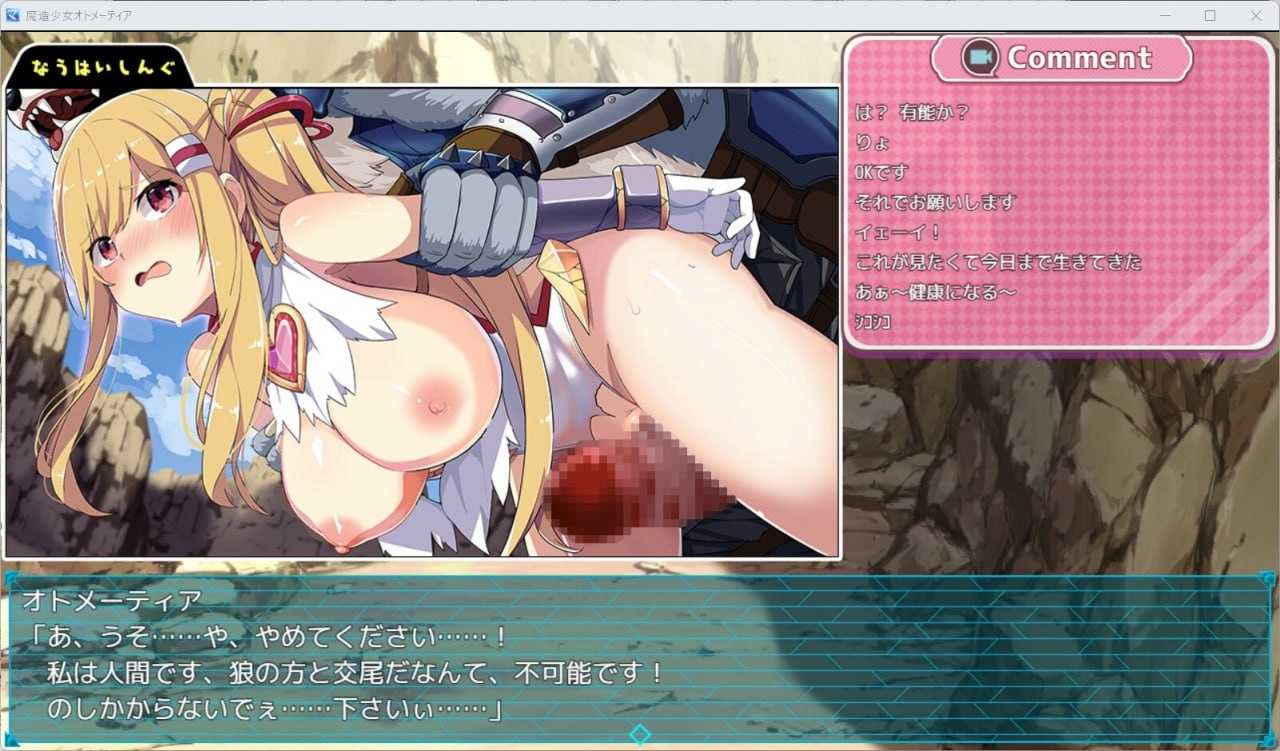 魔造少女オトメーティア
なうはいしんぐ
Comment
は？ 有能か？
りょ
OKです
それでお願いします
イェーイ！
これが見たくて今日まで生きてきた
あぁ～健康になる～
ｼｺｼｺ
オトメーティア
「あ、うそ……や、やめてください……！
私は人間です、狼の方と交尾だなんて、不可能です！
のしかからないでぇ……下さいぃ……」